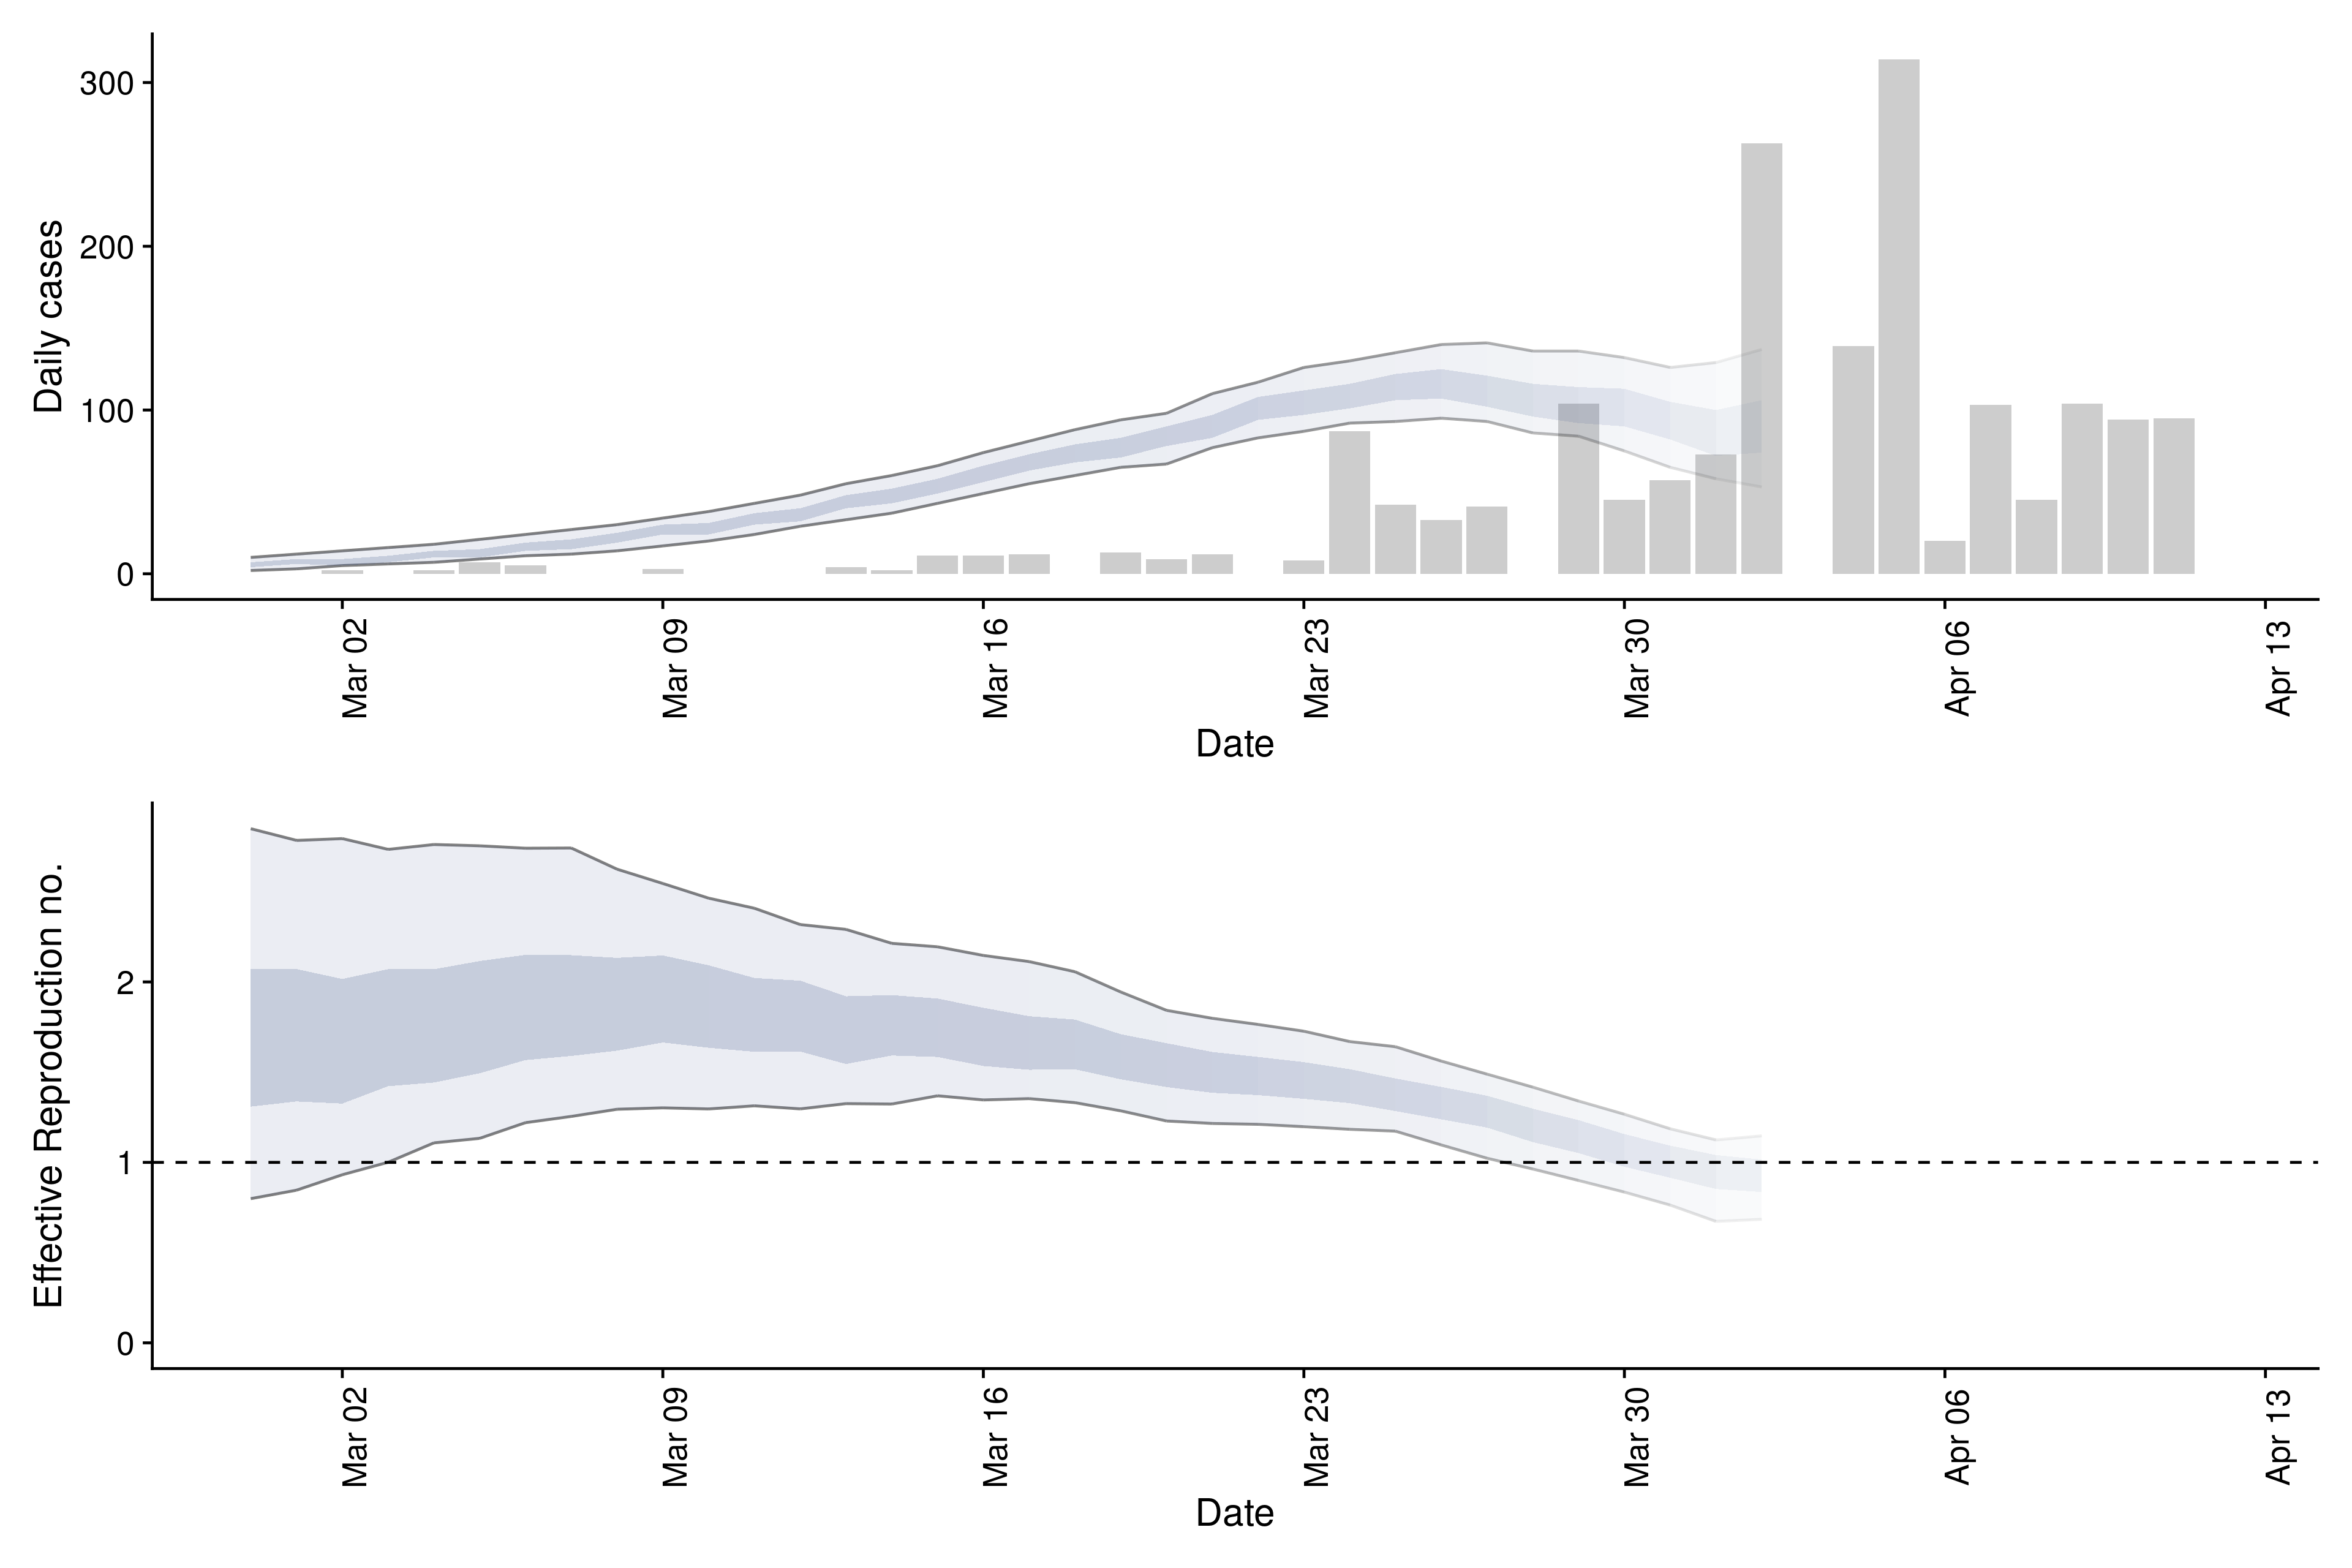 Daily cases
300
200
100
0
Mar 02
Mar 09
Mar 16
Mar 23
Mar 30
Apr 06
Apr 13
Date
Effective Reproduction no.
2
1
0
Mar 02
Mar 09
Mar 16
Mar 23
Mar 30
Apr 06
Apr 13
Date